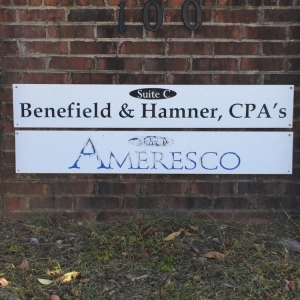 100
Suite C
Benefield & Hamner, CPA's
AMERESCO